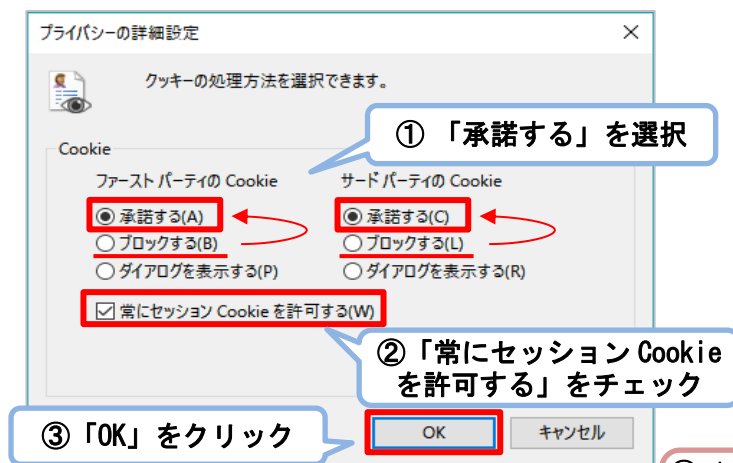 プライバシーの詳細設定
クッキーの処理方法を選択できます。
① 「承諾する」を選択
Cookie
ファースト パーティの Cookie
サード パーティの Cookie
承諾する(A)
承諾する(C)
ブロックする(B)
ブロックする(L)
ダイアログを表示する(P)
ダイアログを表示する(R)
常にセッション Cookie を許可する(W)
②「常にセッション Cookie
を許可する」をチェック
③「OK」をクリック
OK
キャンセル